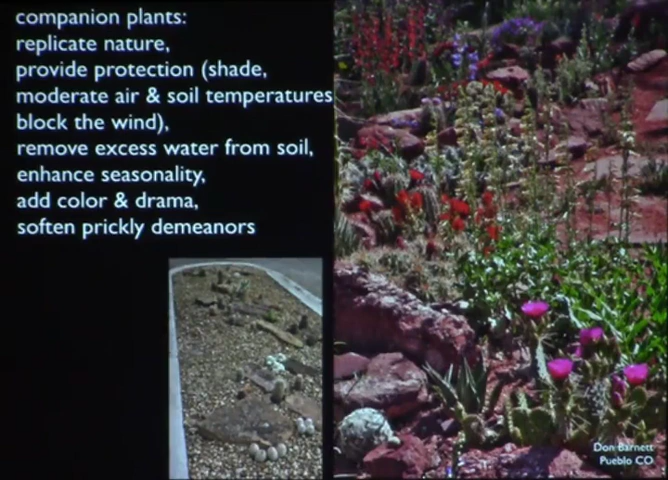 companion plants:
replicate nature,
provide protection (shade,
moderate air & soil temperatures
block the wind),
remove excess water from soil,
enhance seasonality,
add color & drama,
soften prickly demeanors
Don Barnett
Pueblo CO